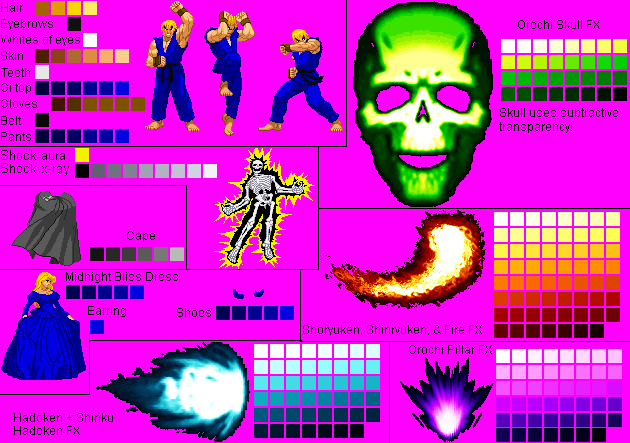 Hair
Eyebrows
Whites of eyes
Skin
Teeth
Gi top
Gloves
Belt
Pants
Orochi Skull FX
Skull uses subtractive
transparency!
Shock aura
Shock x-ray
Cape
Midnight Bliss Dress
Earring
Shoes
Shoryuken, Shinryuken, & Fire FX
Orochi Pillar FX
Hadoken + Shinku
Hadoken FX